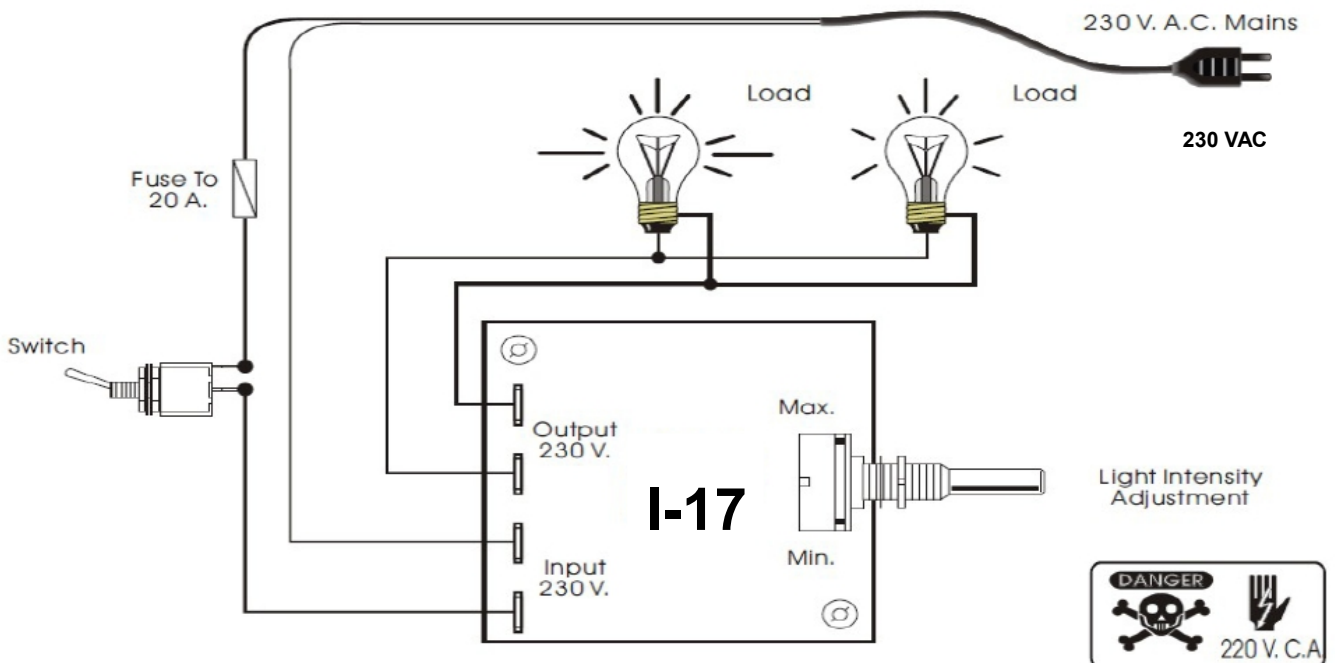 230 V. A.C. Mains
Load
Load
230 VAC
Fuse To
20 A.
Switch
Output
230 V.
Max.
I-17
Light Intensity
Adjustment
Min.
Input
230 V.
DANGER
220 V. C.A